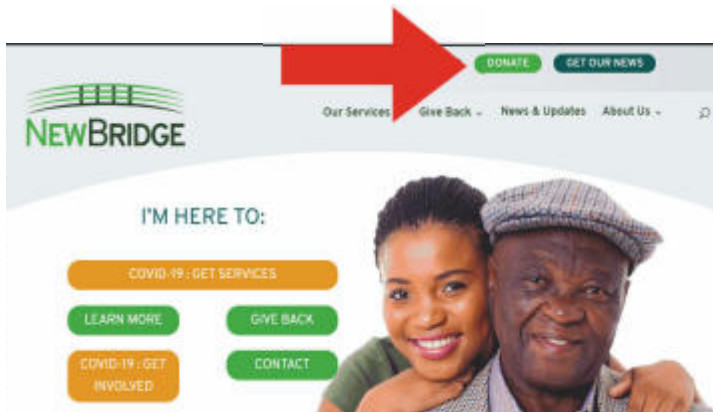 DONATE GET OUR NEWS
Our Services Give Back News & Updates About Us
NEWBRIDGE
I'M HERE TO:
COVID-19 : GET SERVICES
LEARN MORE GIVE BACK
COVID-19 : GET
INVOLVED
CONTACT